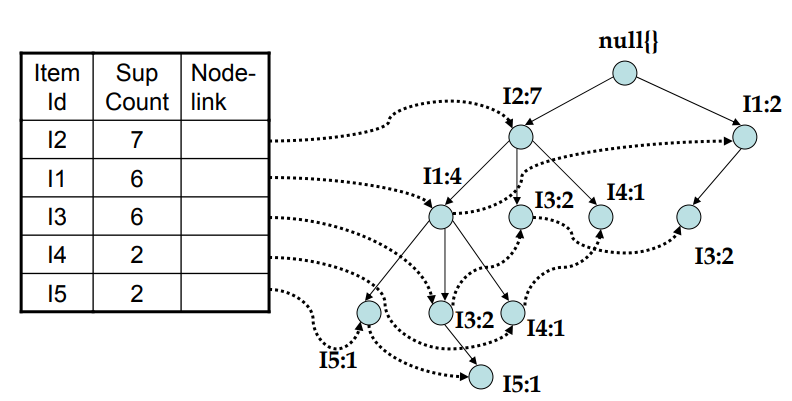 null{}
Item Id
Sup Count
Node-link
I2 7
I1 6
I3 6
I4 2
I5 2
I2:7
I1:2
I1:4
I3:2
I4:1
I3:2
I3:2
I4:1
I5:1
I5:1